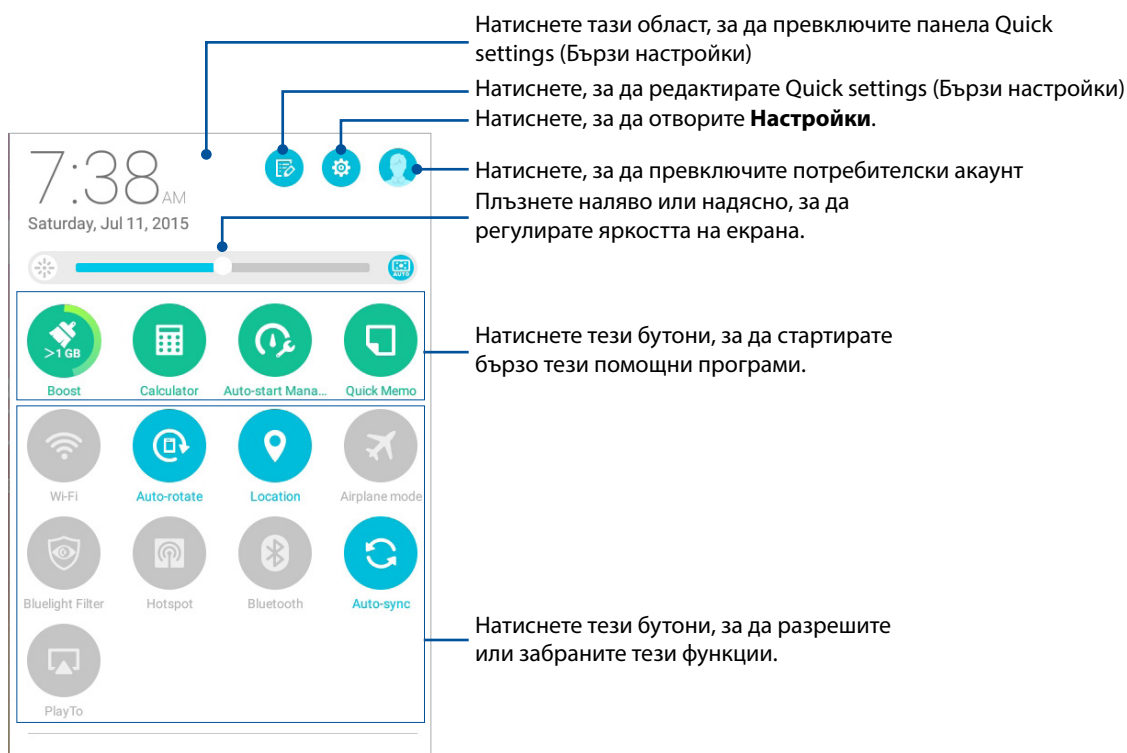 Натиснете тази област, за да превключите панела Quick
settings (Бързи настройки)
Натиснете, за да редактирате Quick settings (Бързи настройки)
Натиснете, за да отворите Настройки.
Натиснете, за да превключите потребителски акаунт
Плъзнете наляво или надясно, за да
регулирате яркостта на екрана.
7:38 AM
Saturday, Jul 11, 2015
AUTO
>1 GB
Boost Calculator Auto-start Mana... Quick Memo
Натиснете тези бутони, за да стартирате
бързо тези помощни програми.
Wi-Fi Auto-rotate Location Airplane mode
Bluelight Filter Hotspot Bluetooth Auto-sync
Натиснете тези бутони, за да разрешите
или забраните тези функции.
PlayTo